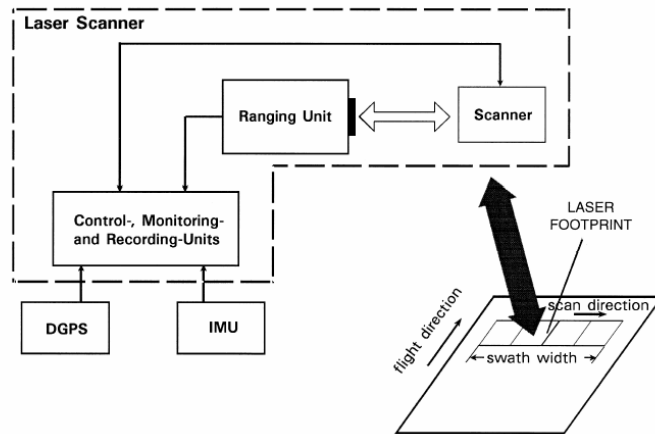 Laser Scanner
Ranging Unit
Scanner
Control-, Monitoring-
and Recording-Units
DGPS
IMU
LASER
FOOTPRINT
scan direction
flight direction
swath width